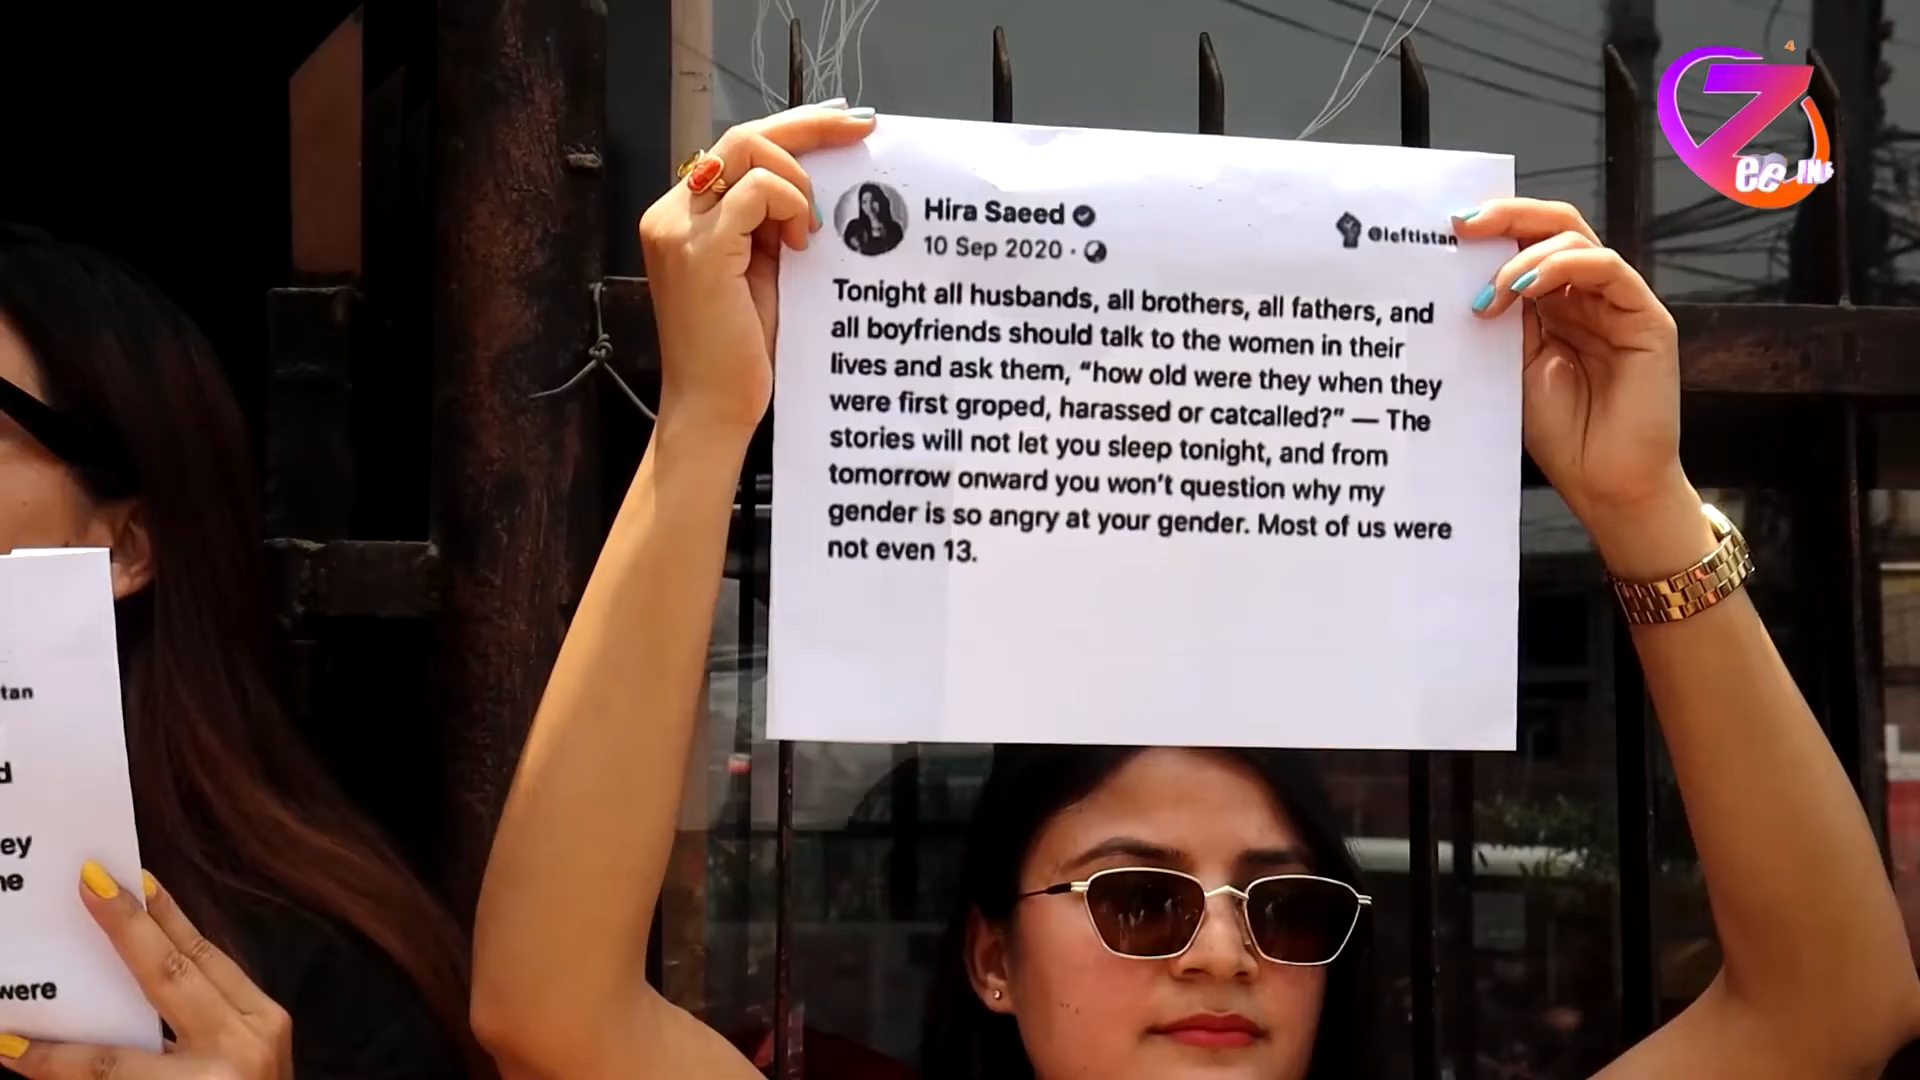 4
Zee ING
Hira Saeed
@leftistan
10 Sep 2020 ·
Tonight all husbands, all brothers, all fathers, and
all boyfriends should talk to the women in their
lives and ask them, “how old were they when they
were first groped, harassed or catcalled?” — The
stories will not let you sleep tonight, and from
tomorrow onward you won’t question why my
gender is so angry at your gender. Most of us were
not even 13.
tan
d
ey
ne
were